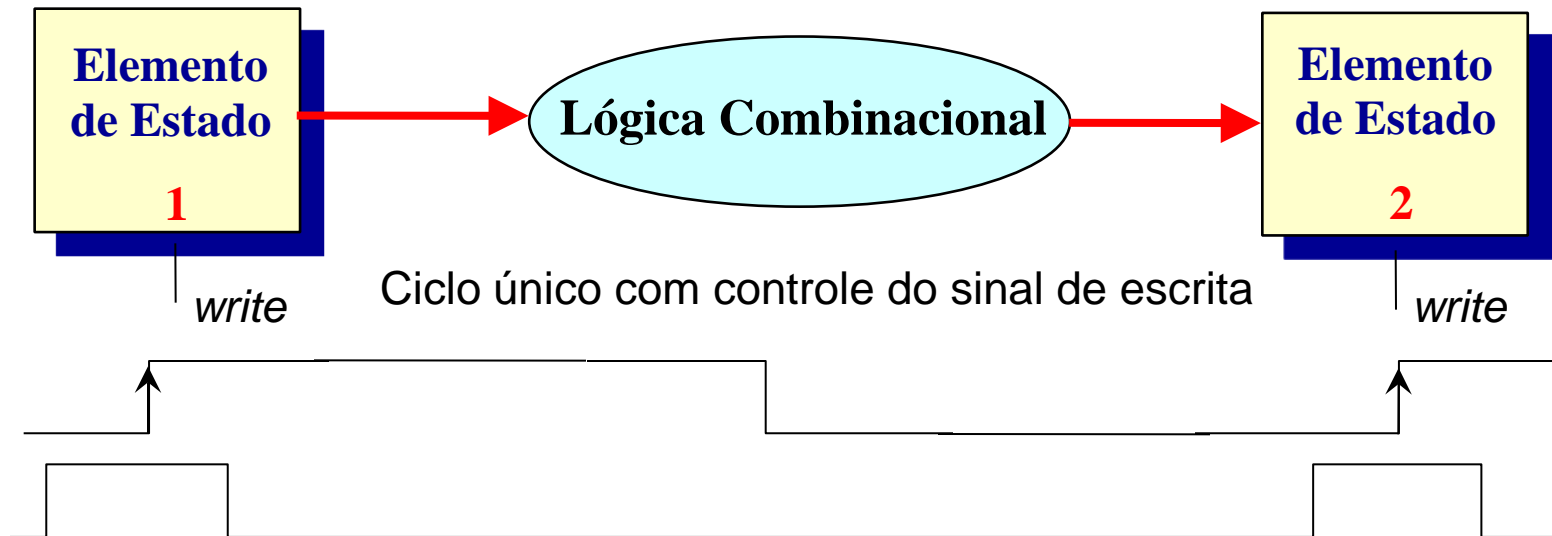 Elemento
de Estado
1
Lógica Combinacional
Elemento
de Estado
2
write
Ciclo único com controle do sinal de escrita
write